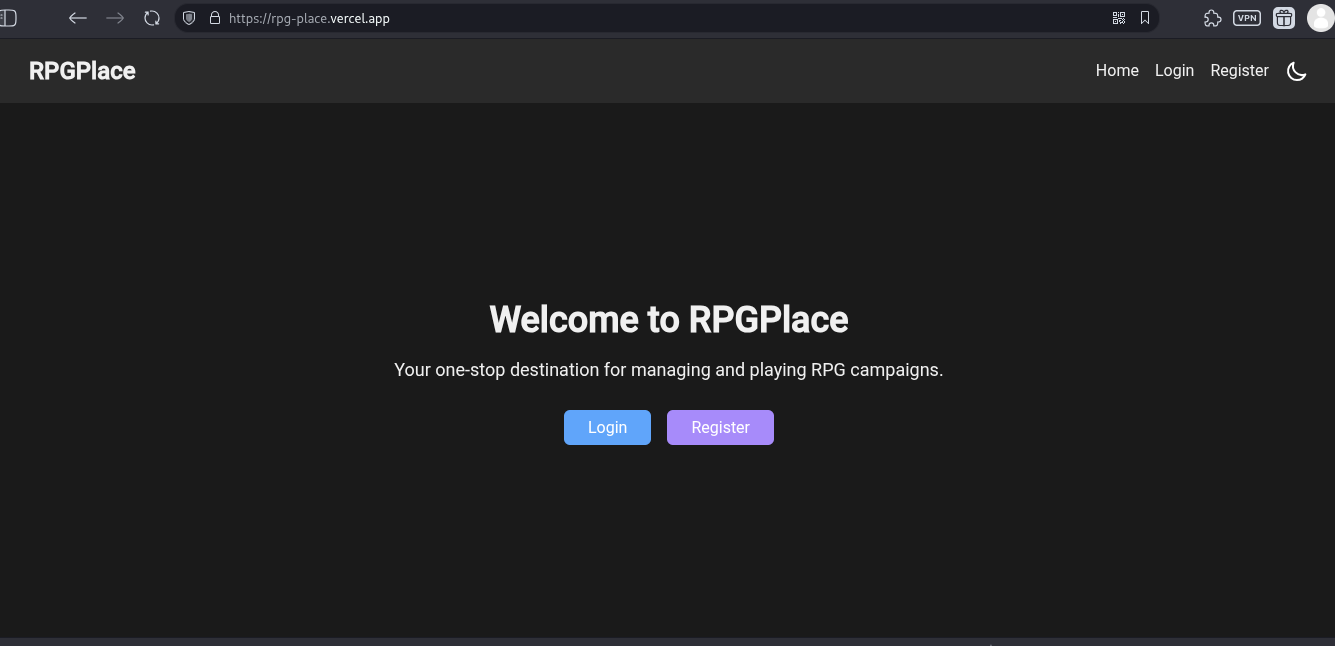 https://rpg-place.vercel.app
VPN
RPGPlace
Home Login Register
Welcome to RPGPlace
Your one-stop destination for managing and playing RPG campaigns.
Login Register